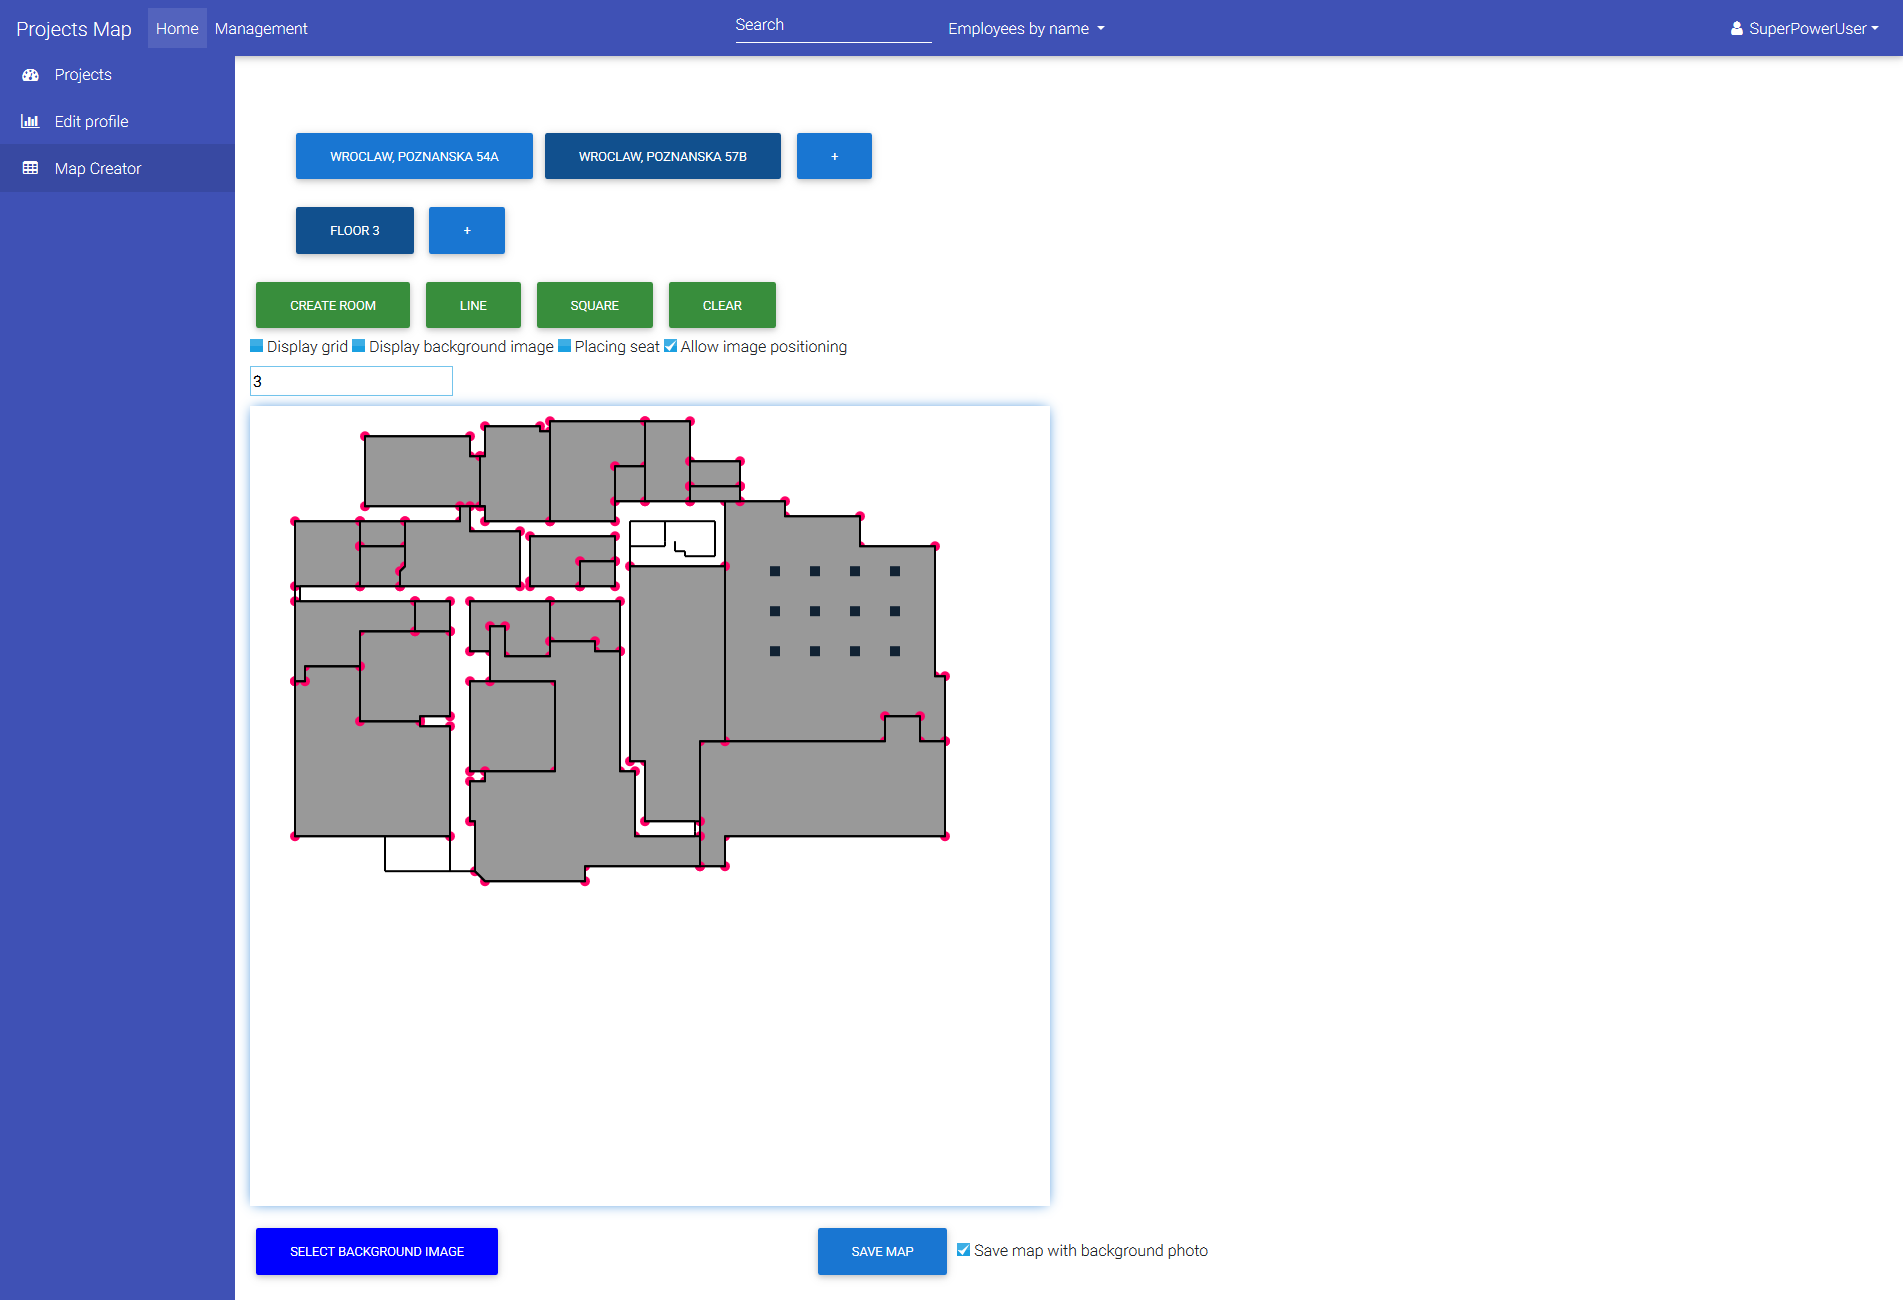 Projects Map Home Management Search Employees by name SuperPowerUser
Projects
Edit profile
Map Creator
WROCLAW, POZNANSKA 54A WROCLAW, POZNANSKA 57B +
FLOOR 3 +
CREATE ROOM LINE SQUARE CLEAR
Display grid Display background image Placing seat Allow image positioning
3
SELECT BACKGROUND IMAGE SAVE MAP Save map with background photo